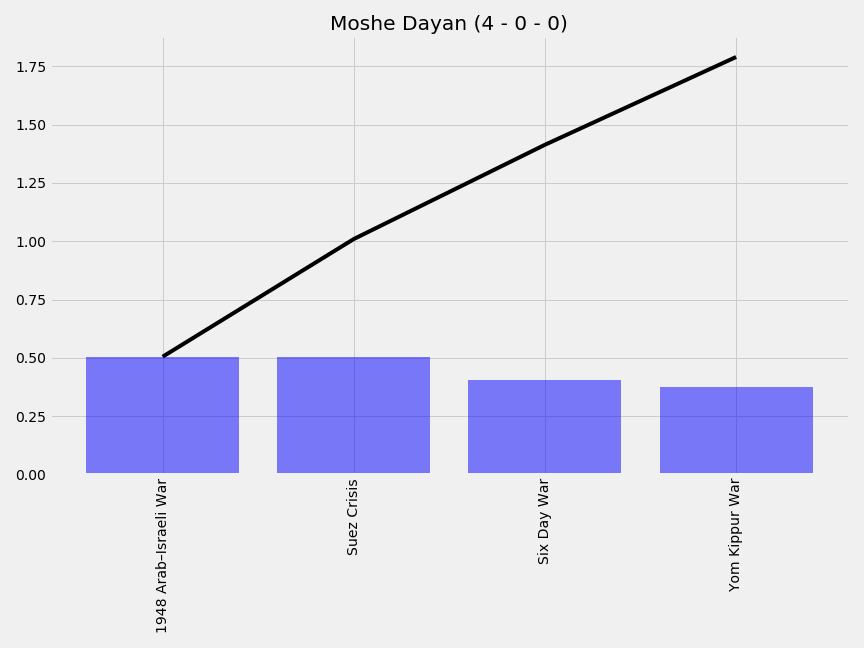 Moshe Dayan (4 - 0 - 0)
1.75
1.50
1.25
1.00
0.75
0.50
0.25
0.00
1948 Arab–Israeli War
Suez Crisis
Six Day War
Yom Kippur War